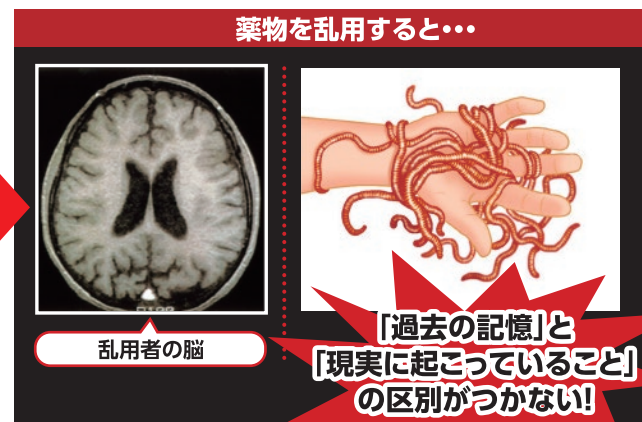 薬物を乱用すると・・・
乱用者の脳
「過去の記憶」と
「現実に起こっていること」
の区別がつかない!